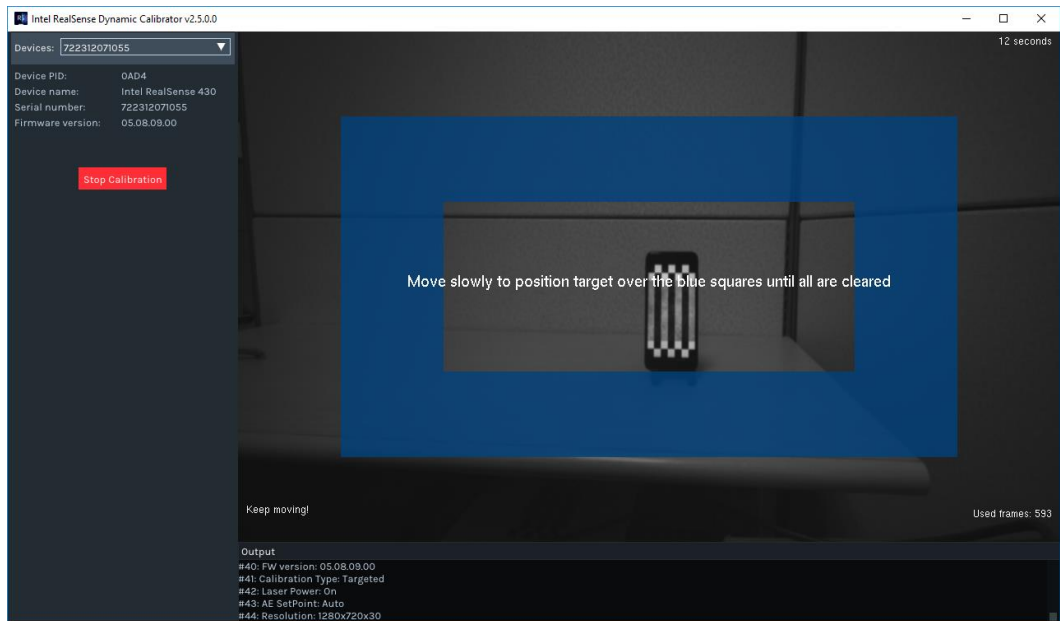 Intel RealSense Dynamic Calibrator v2.5.0.0
Devices: 722312071055
12 seconds
Device PID: 0AD4
Device name: Intel RealSense 430
Serial number: 722312071055
Firmware version: 05.08.09.00
Stop Calibration
Move slowly to position target over the blue squares until all are cleared
Keep moving!
Used frames: 593
Output
#40: FW version: 05.08.09.00
#41: Calibration Type: Targeted
#42: Laser Power: On
#43: AE SetPoint: Auto
#44: Resolution: 1280x720x30